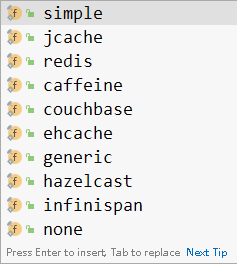 simple
jcache
redis
caffeine
couchbase
ehcache
generic
hazelcast
infinispan
none
Press Enter to insert, Tab to replace Next Tip